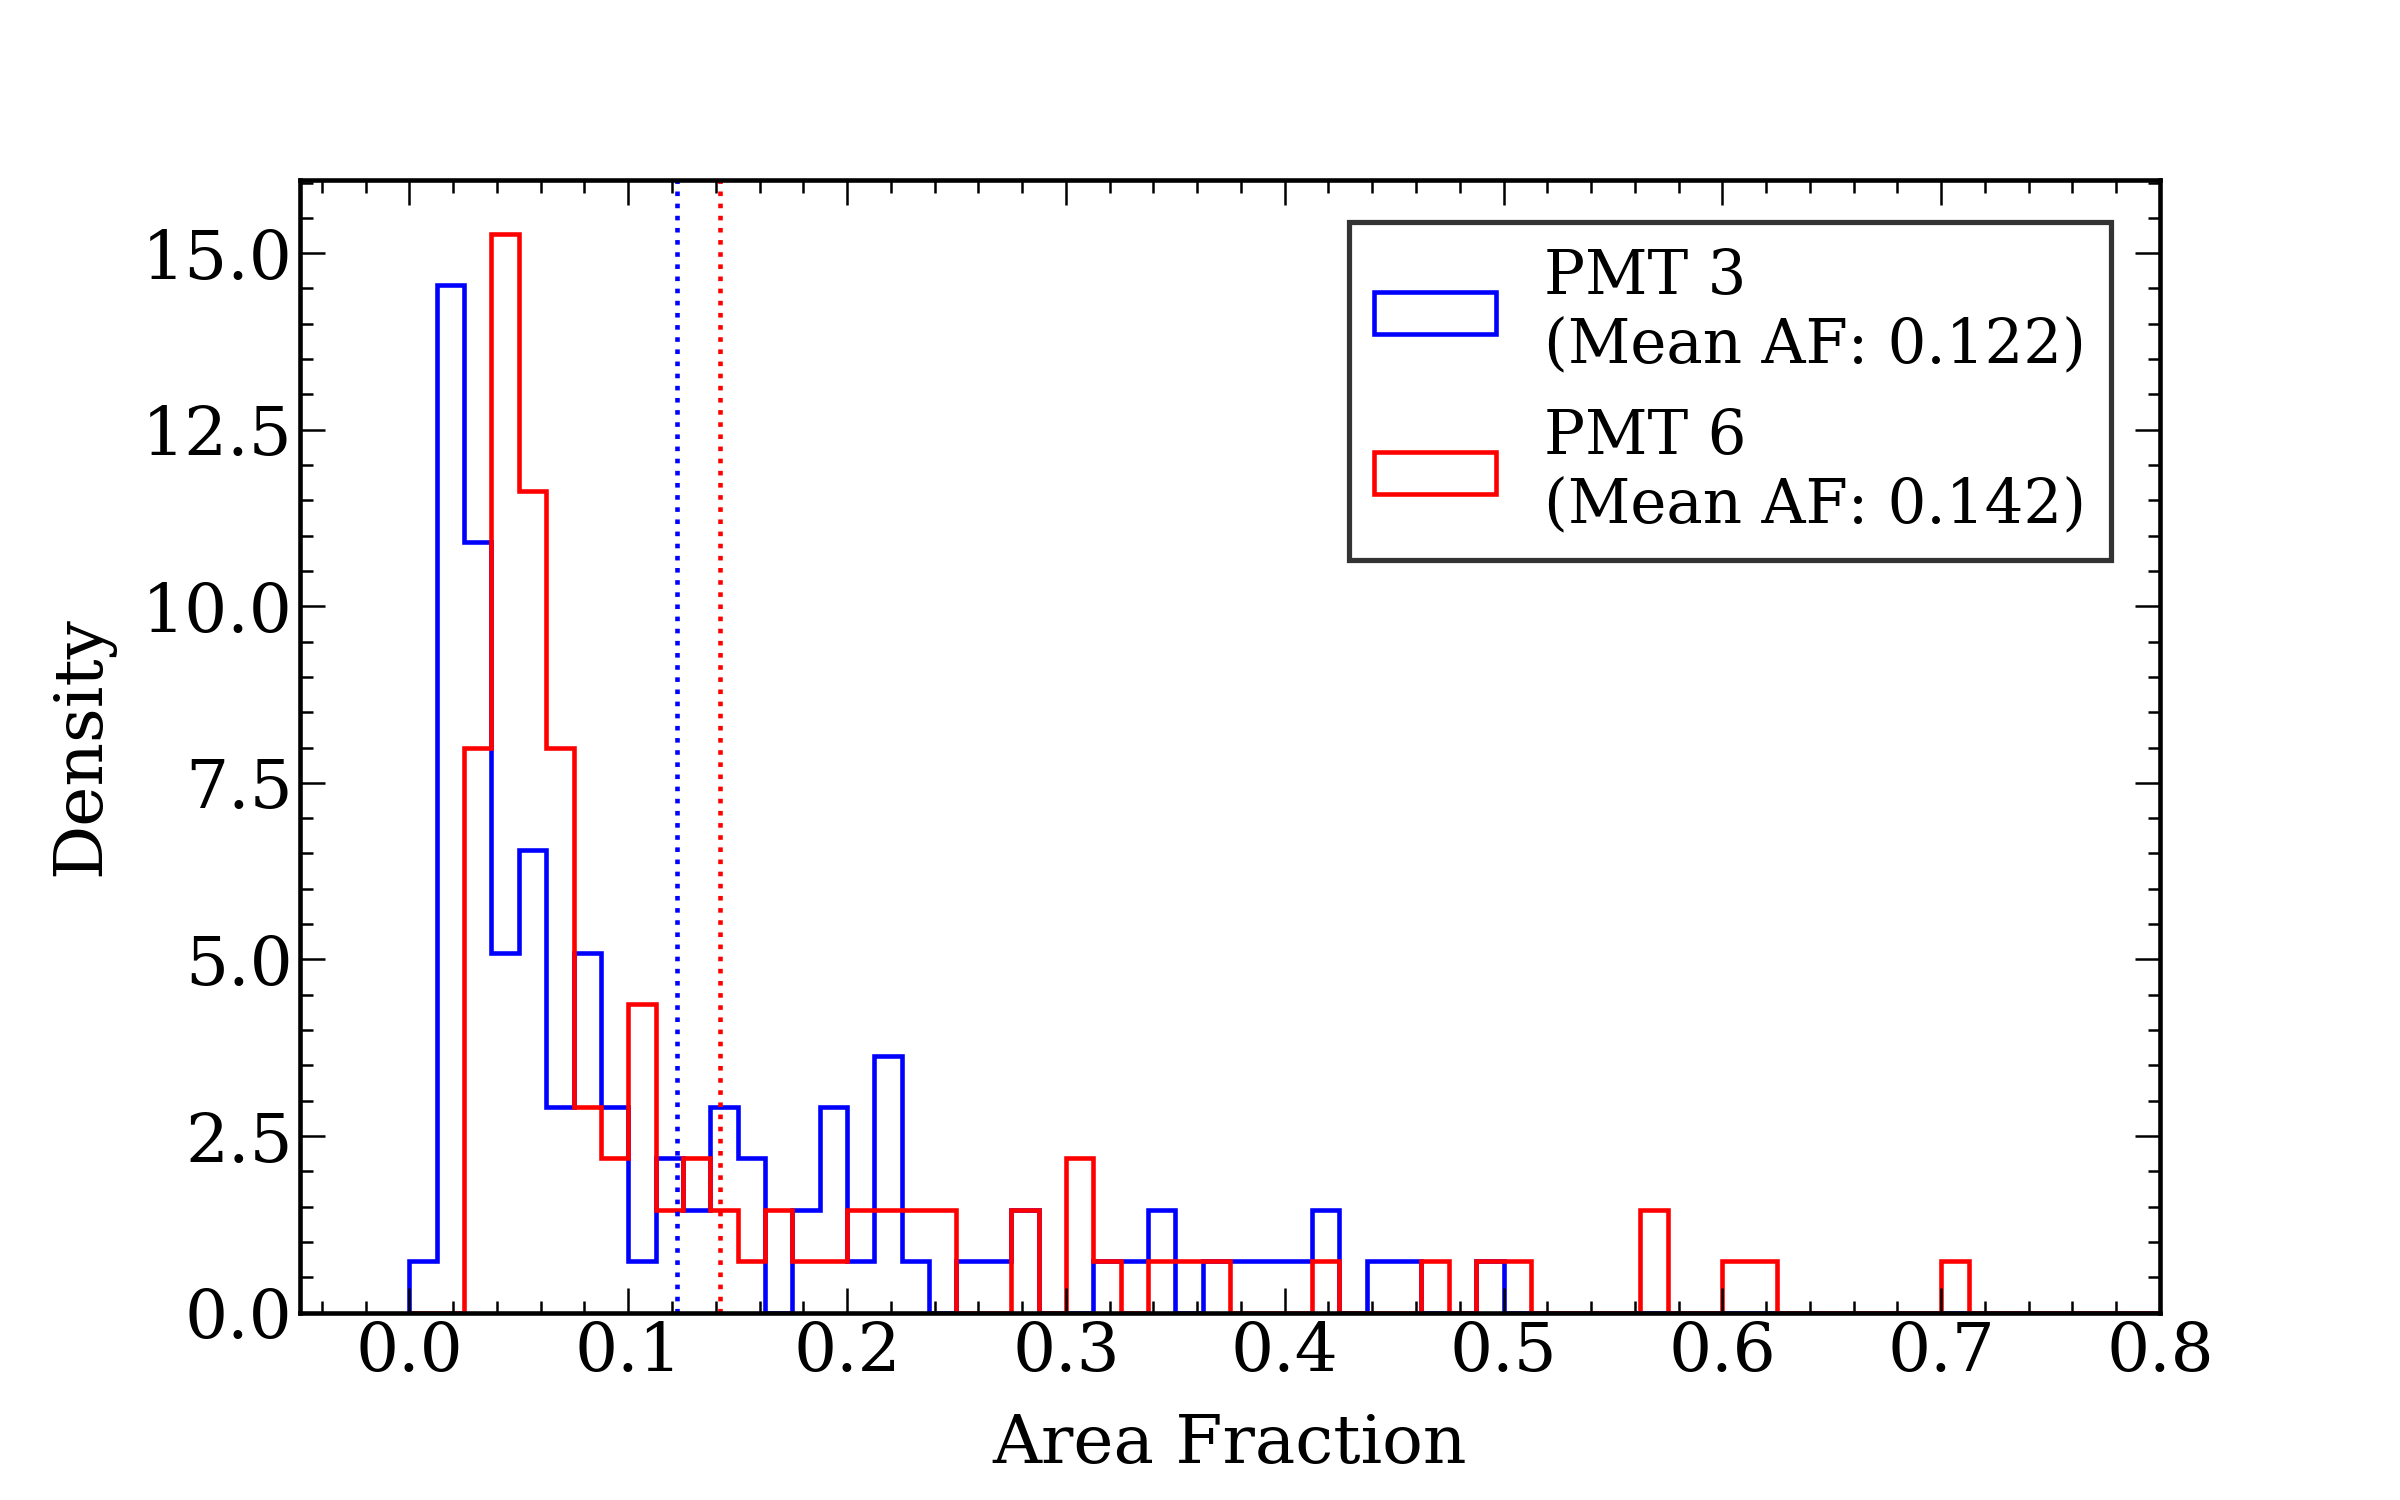 PMT 3
(Mean AF: 0.122)
PMT 6
(Mean AF: 0.142)
15.0
12.5
10.0
7.5
5.0
2.5
0.0
Density
0.0 0.1 0.2 0.3 0.4 0.5 0.6 0.7 0.8
Area Fraction